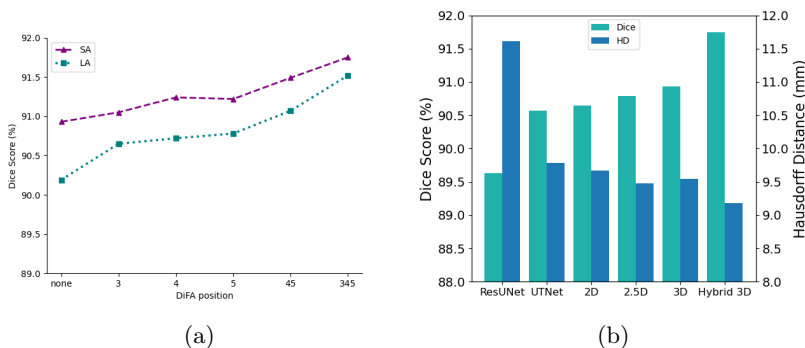 92.0
91.5
91.0
90.5
90.0
89.5
89.0
Dice Score (%)
SA
LA
none 3 4 5 45 345
DiFA position
(a)
92.0
91.5
91.0
90.5
90.0
89.5
89.0
88.5
88.0
Dice Score (%)
Dice
HD
12.0
11.5
11.0
10.5
10.0
9.5
9.0
8.5
8.0
Hausdorff Distance (mm)
ResUNet UTNet 2D 2.5D 3D Hybrid 3D
(b)